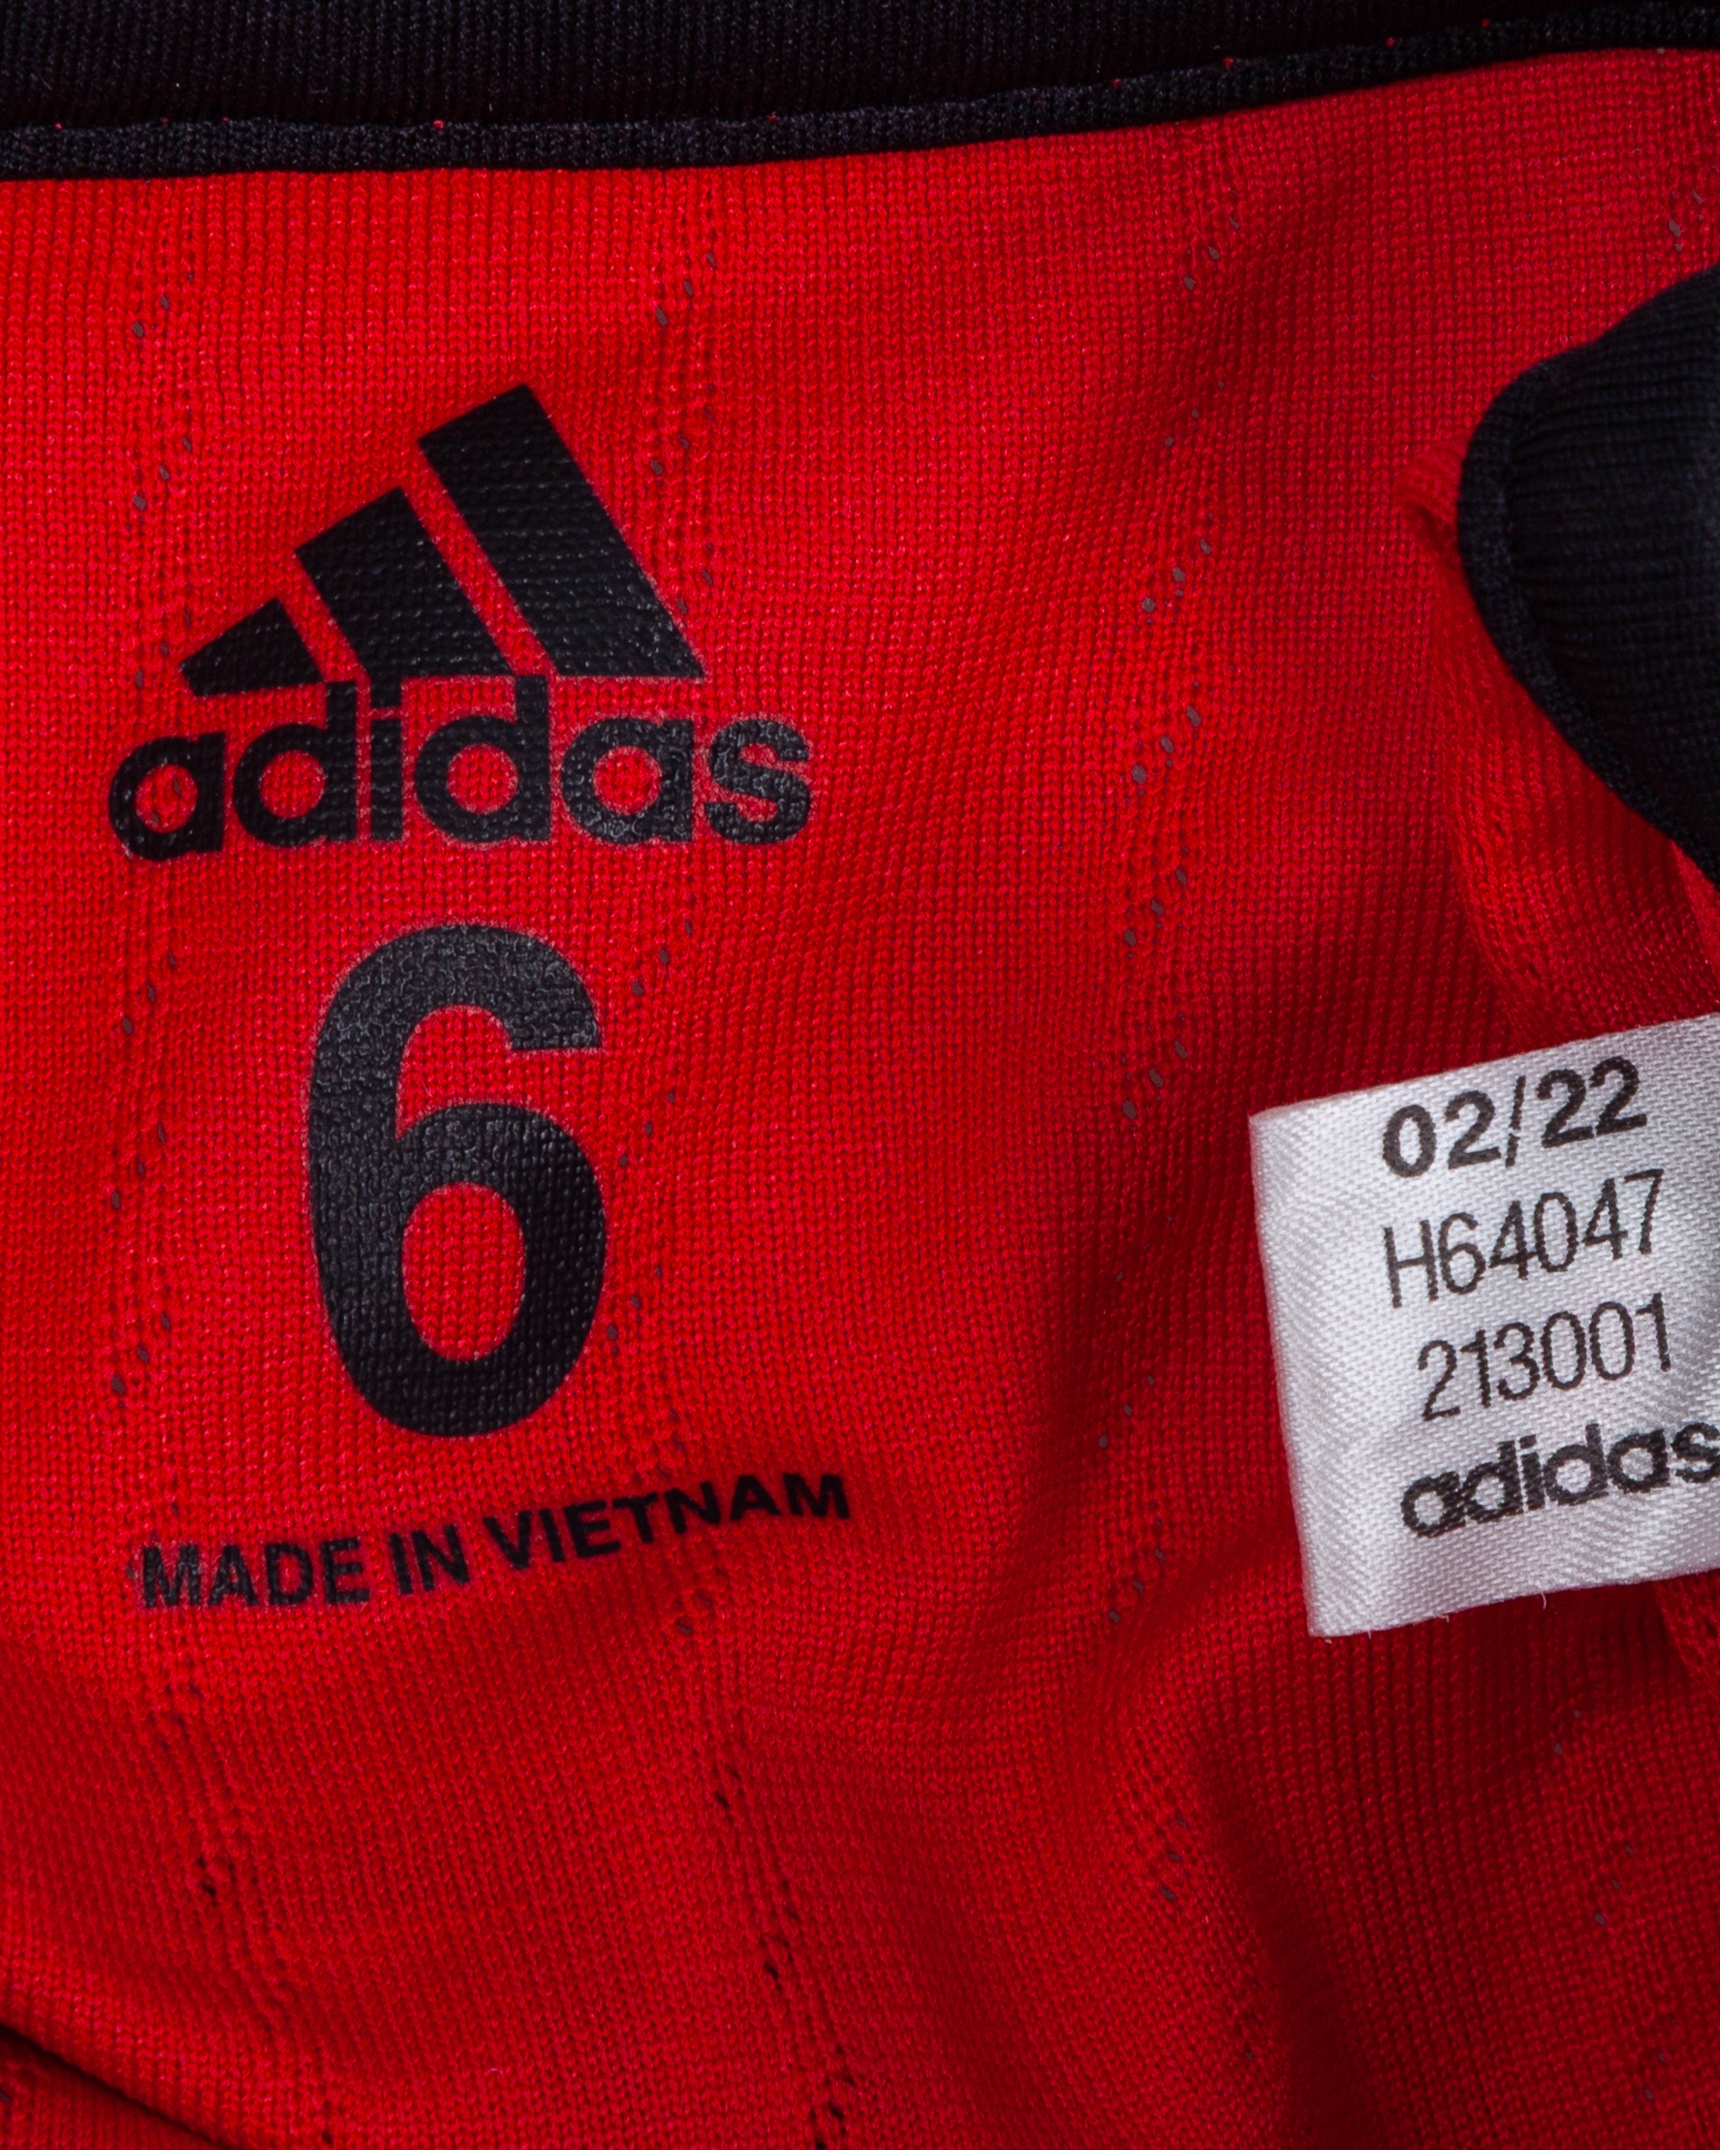 adidas
6
MADE IN VIETNAM
02/22
H64047
213001
adidas